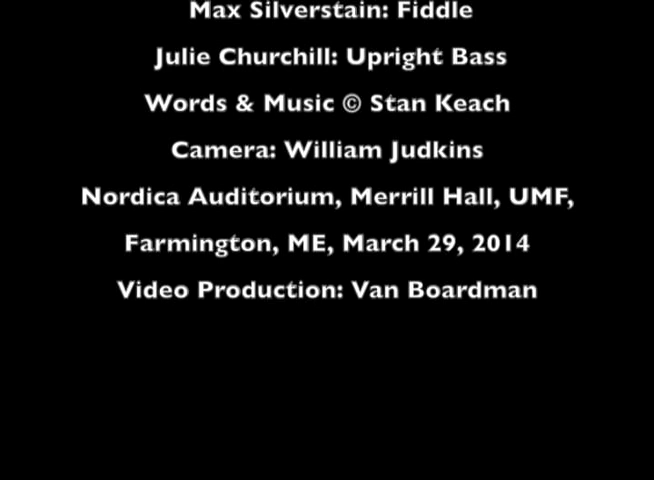 Max Silverstain: Fiddle
Julie Churchill: Upright Bass
Words & Music © Stan Keach
Camera: William Judkins
Nordica Auditorium, Merrill Hall, UMF,
Farmington, ME, March 29, 2014
Video Production: Van Boardman